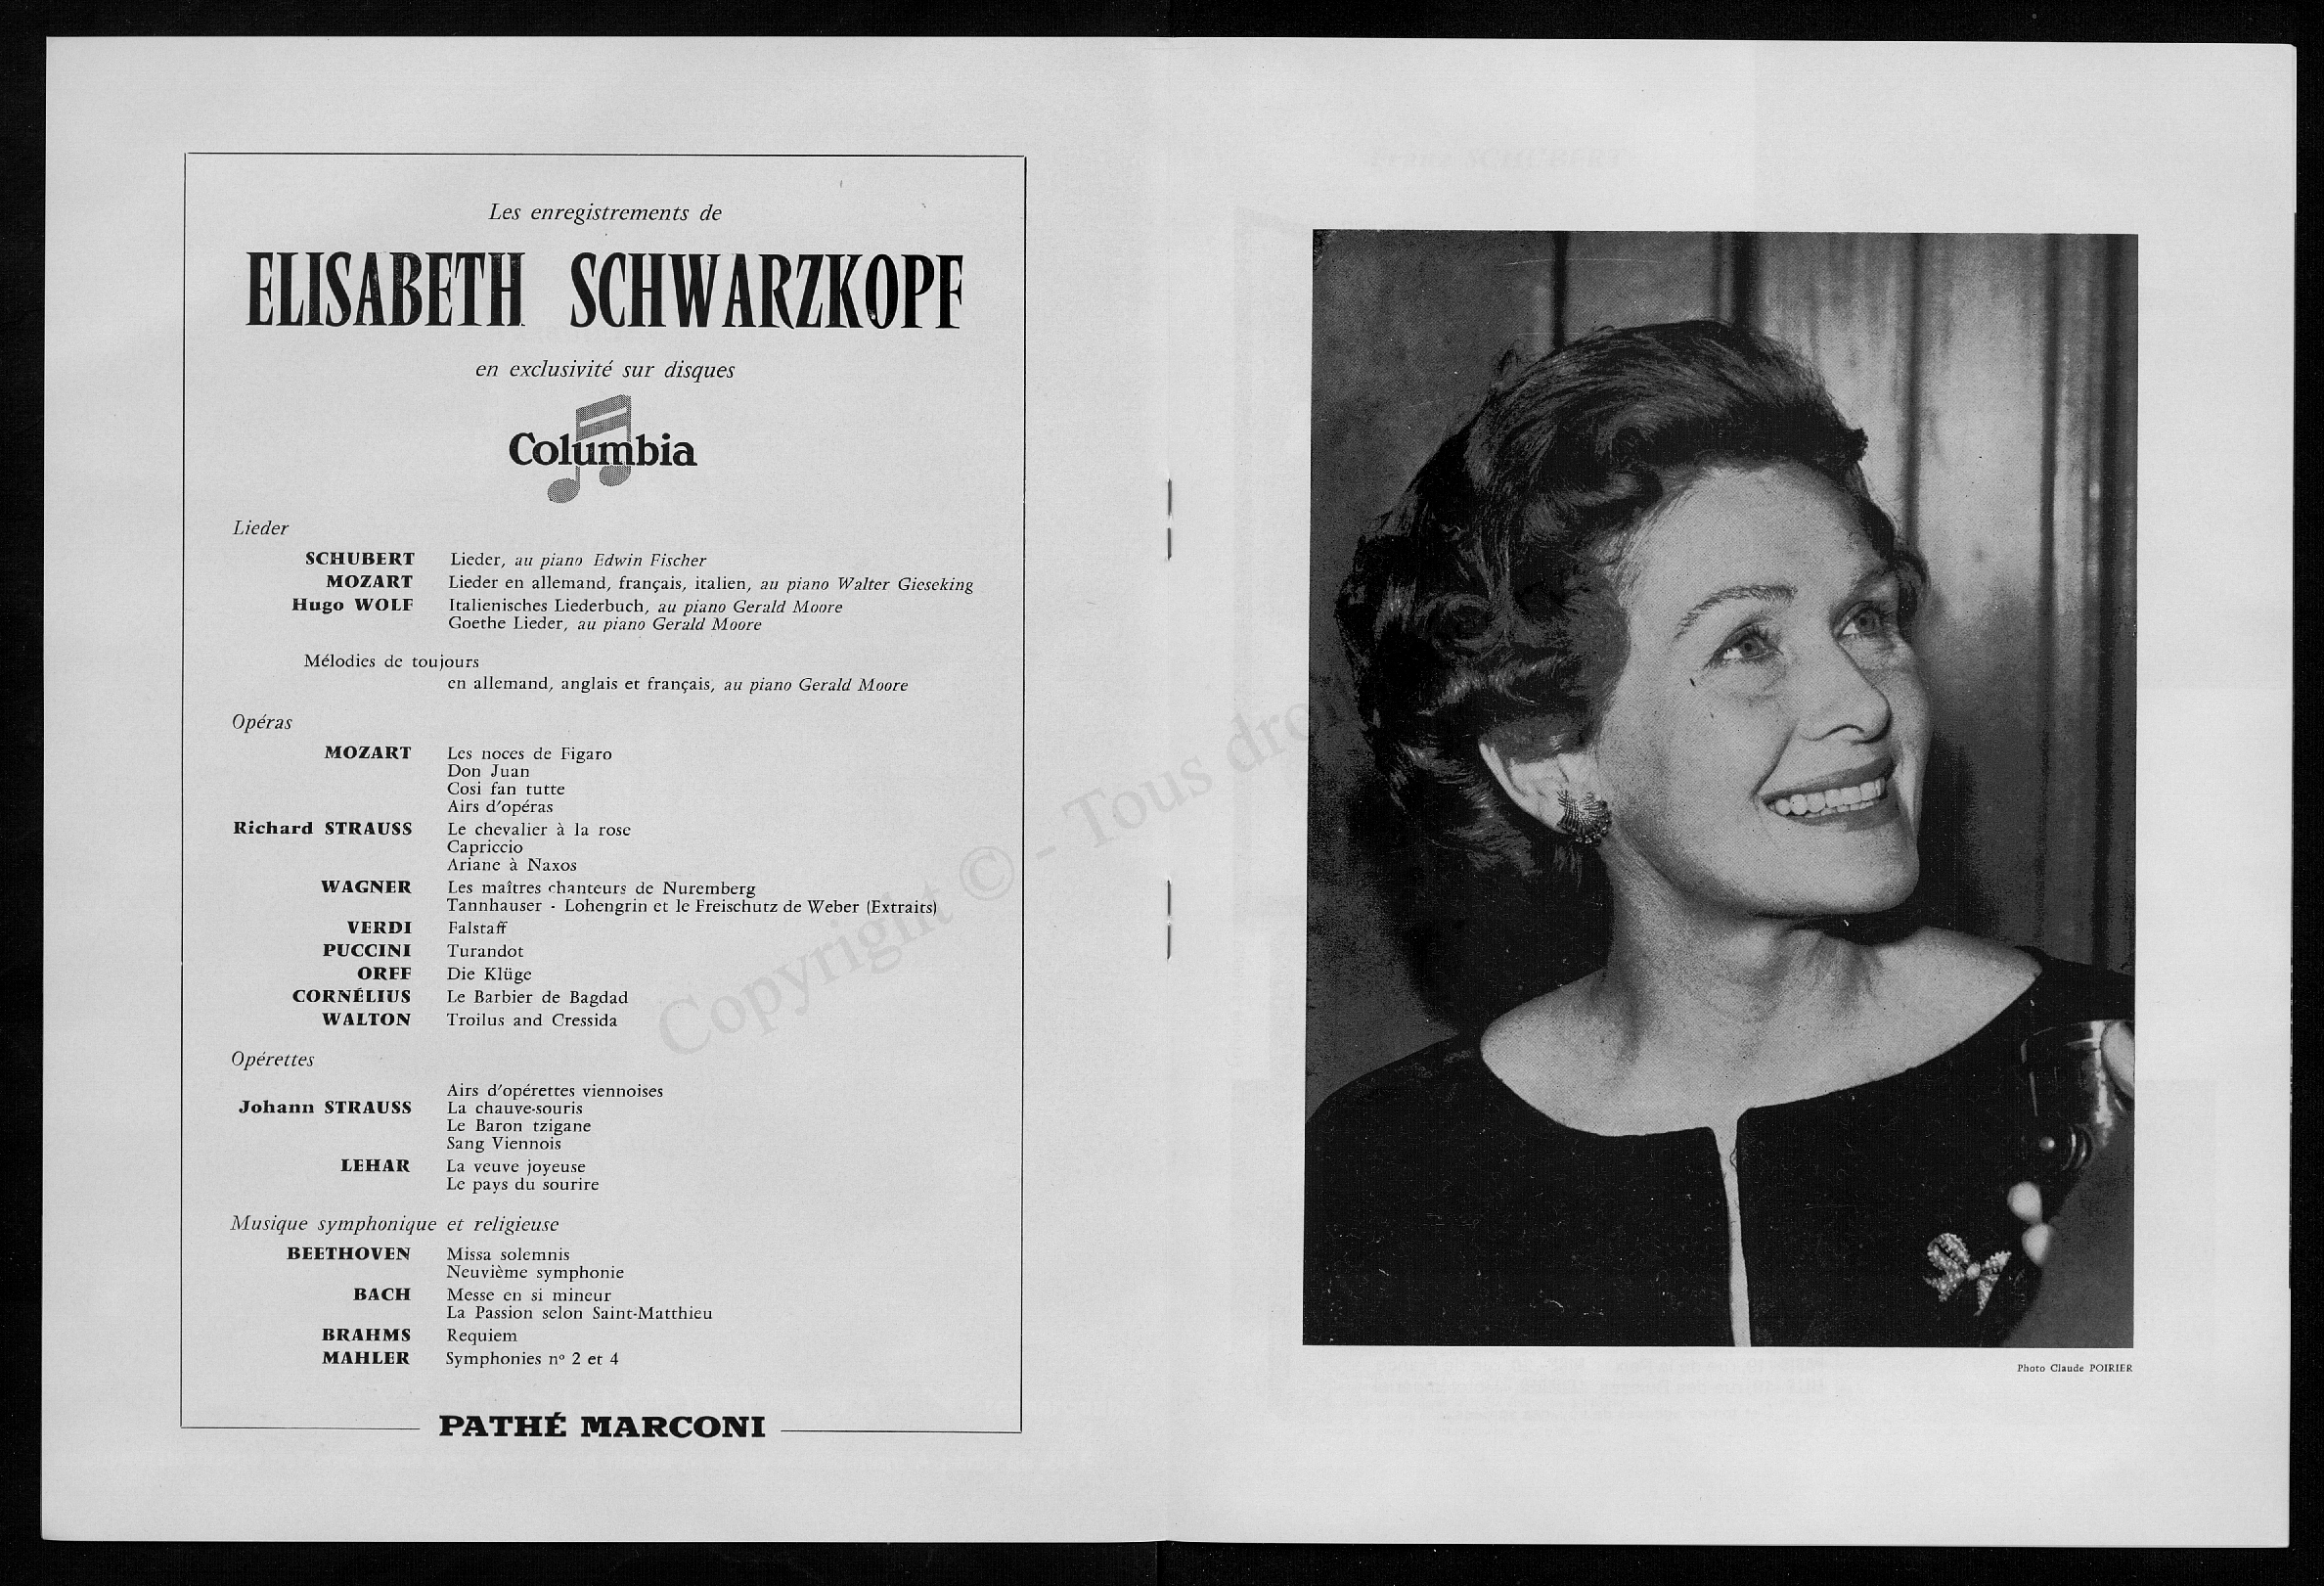 Les enregistrements de
ELISABETH SCHWARZKOPF
en exclusivité sur disques
Columbia
Lieder
SCHUBERT Lieder, au piano Edwin Fischer
MOZART Lieder en allemand, français, italien, au piano Walter Gieseking
Hugo WOLF Italienisches Liederbuch, au piano Gerald Moore
Goethe Lieder, au piano Gerald Moore
Mélodies de toujours
en allemand, anglais et français, au piano Gerald Moore
Opéras
MOZART Les noces de Figaro
Don Juan
Cosi fan tutte
Airs d'opéras
Richard STRAUSS Le chevalier à la rose
Capriccio
Ariane à Naxos
WAGNER Les maîtres chanteurs de Nuremberg
Tannhauser - Lohengrin et le Freischutz de Weber (Extraits)
VERDI Falstaff
PUCCINI Turandot
ORFF Die Klüge
CORNÉLIUS Le Barbier de Bagdad
WALTON Troilus and Cressida
Opérettes
Airs d'opérettes viennoises
Johann STRAUSS La chauve-souris
Le Baron tzigane
Sang Viennois
LEHAR La veuve joyeuse
Le pays du sourire
Musique symphonique et religieuse
BEETHOVEN Missa solemnis
Neuvième symphonie
BACH Messe en si mineur
La Passion selon Saint-Matthieu
BRAHMS Requiem
MAHLER Symphonies nº 2 et 4
PATHÉ MARCONI
Photo Claude POIRIER
Copyright © - Tous